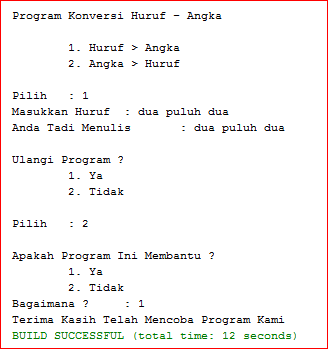 Program Konversi Huruf - Angka
1. Huruf > Angka
2. Angka > Huruf
Pilih : 1
Masukkan Huruf : dua puluh dua
Anda Tadi Menulis : dua puluh dua
Ulangi Program ?
1. Ya
2. Tidak
Pilih : 2
Apakah Program Ini Membantu ?
1. Ya
2. Tidak
Bagaimana ? : 1
Terima Kasih Telah Mencoba Program Kami
BUILD SUCCESSFUL (total time: 12 seconds)